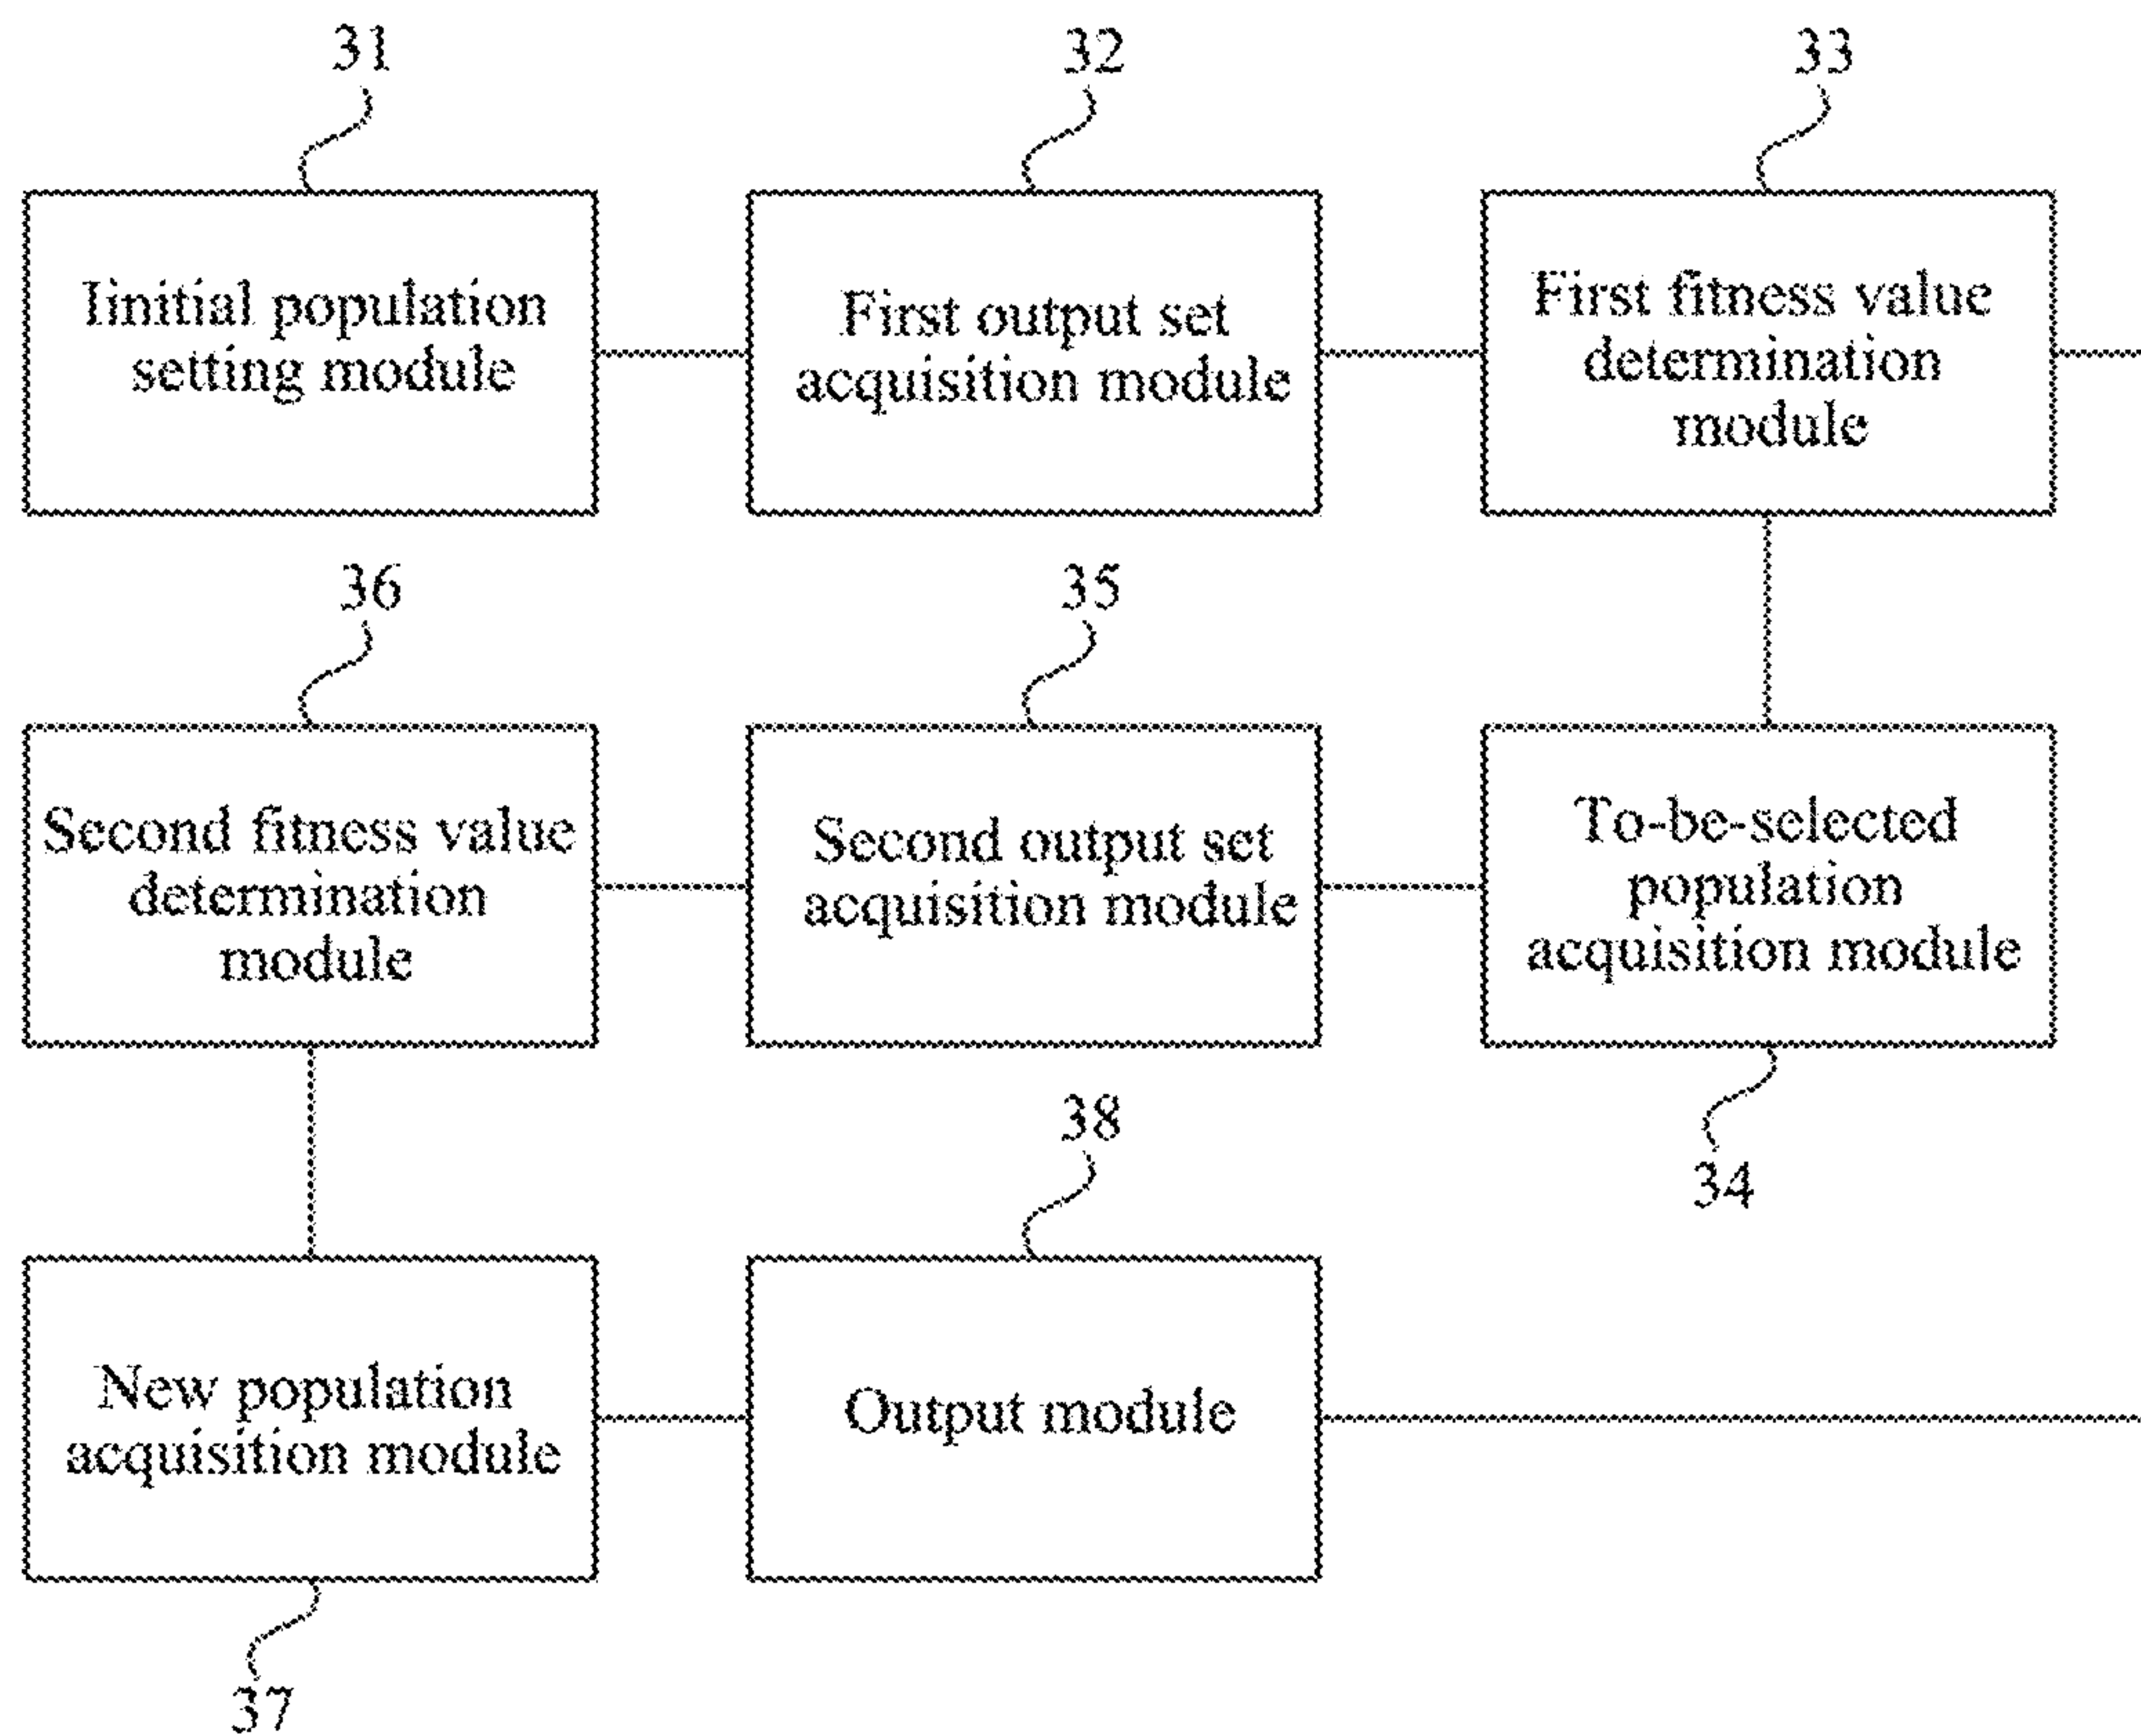 31
32
33
Iinitial population
setting module
First output set
acquisition module
First fitness value
determination
module
36
35
Second fitness value
determination
module
Second output set
acquisition module
To-be-selected
population
acquisition module
38
34
New population
acquisition module
Output module
37